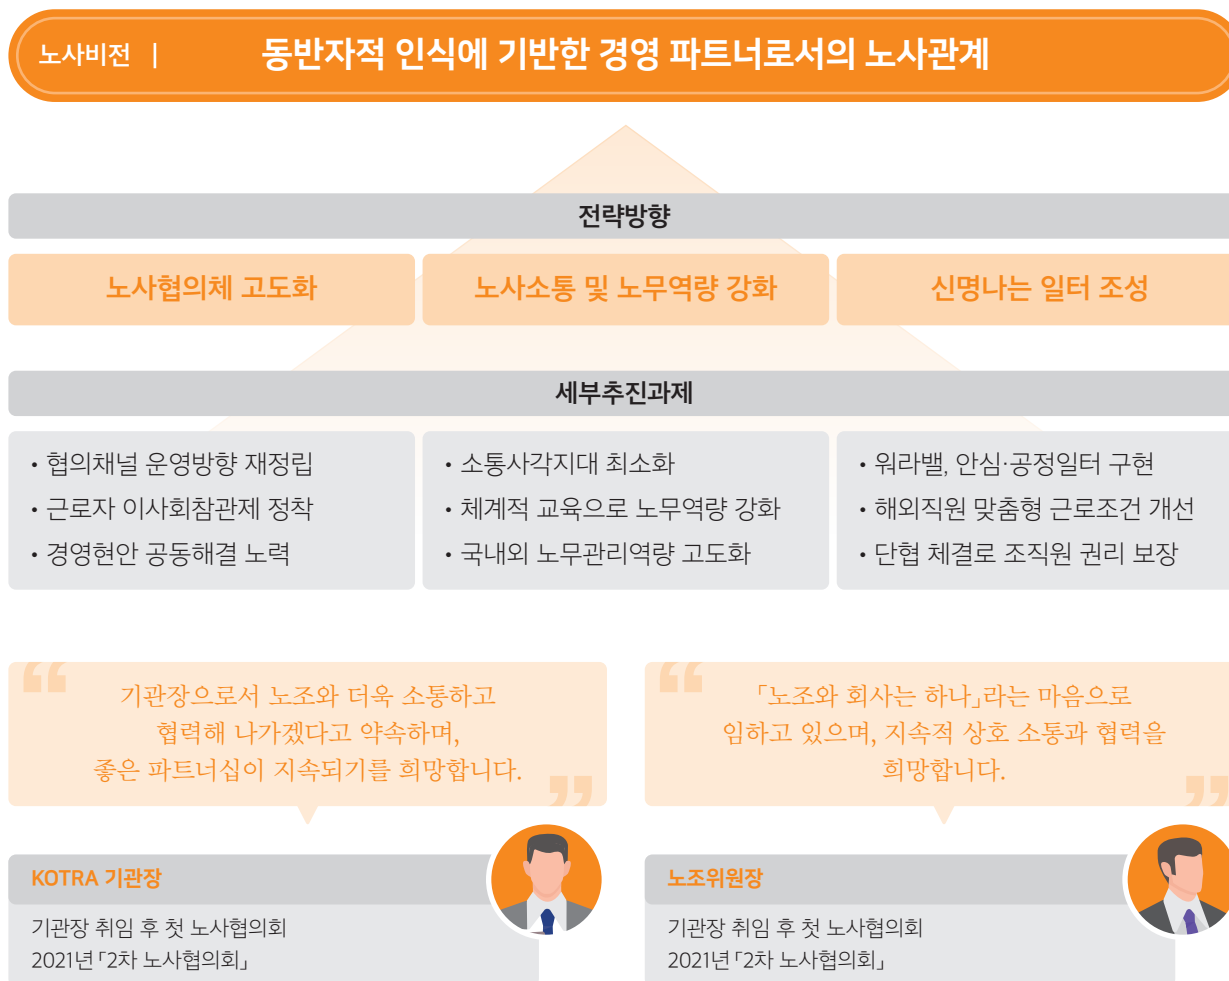 노사비전 | 동반자적 인식에 기반한 경영 파트너로서의 노사관계
전략방향
노사협의체 고도화
노사소통 및 노무역량 강화
신명나는 일터 조성
세부추진과제
• 협의채널 운영방향 재정립
• 근로자 이사회참관제 정착
• 경영현안 공동해결 노력
• 소통사각지대 최소화
• 체계적 교육으로 노무역량 강화
• 국내외 노무관리역량 고도화
• 워라밸, 안심·공정일터 구현
• 해외직원 맞춤형 근로조건 개선
• 단협 체결로 조직원 권리 보장
“
기관장으로서 노조와 더욱 소통하고
협력해 나가겠다고 약속하며,
좋은 파트너십이 지속되기를 희망합니다.
”
KOTRA 기관장
기관장 취임 후 첫 노사협의회
2021년 「2차 노사협의회」
“
「노조와 회사는 하나」라는 마음으로
임하고 있으며, 지속적 상호 소통과 협력을
희망합니다.
”
노조위원장
기관장 취임 후 첫 노사협의회
2021년 「2차 노사협의회」